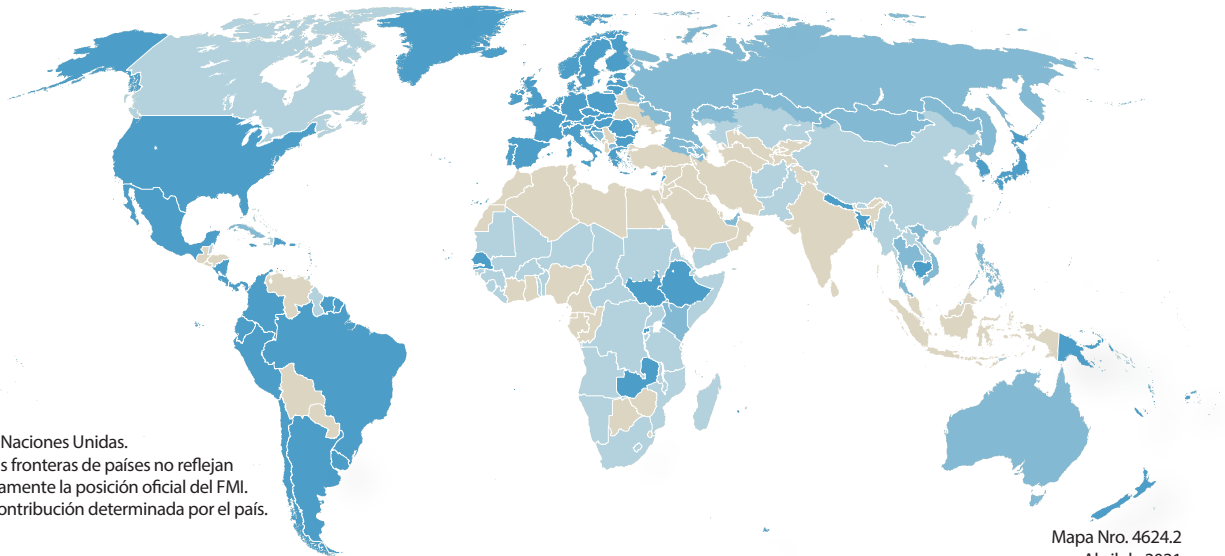 Naciones Unidas.
s fronteras de países no reflejan
amente la posición oficial del FMI.
ontribución determinada por el país.
Mapa Nro. 4624.2